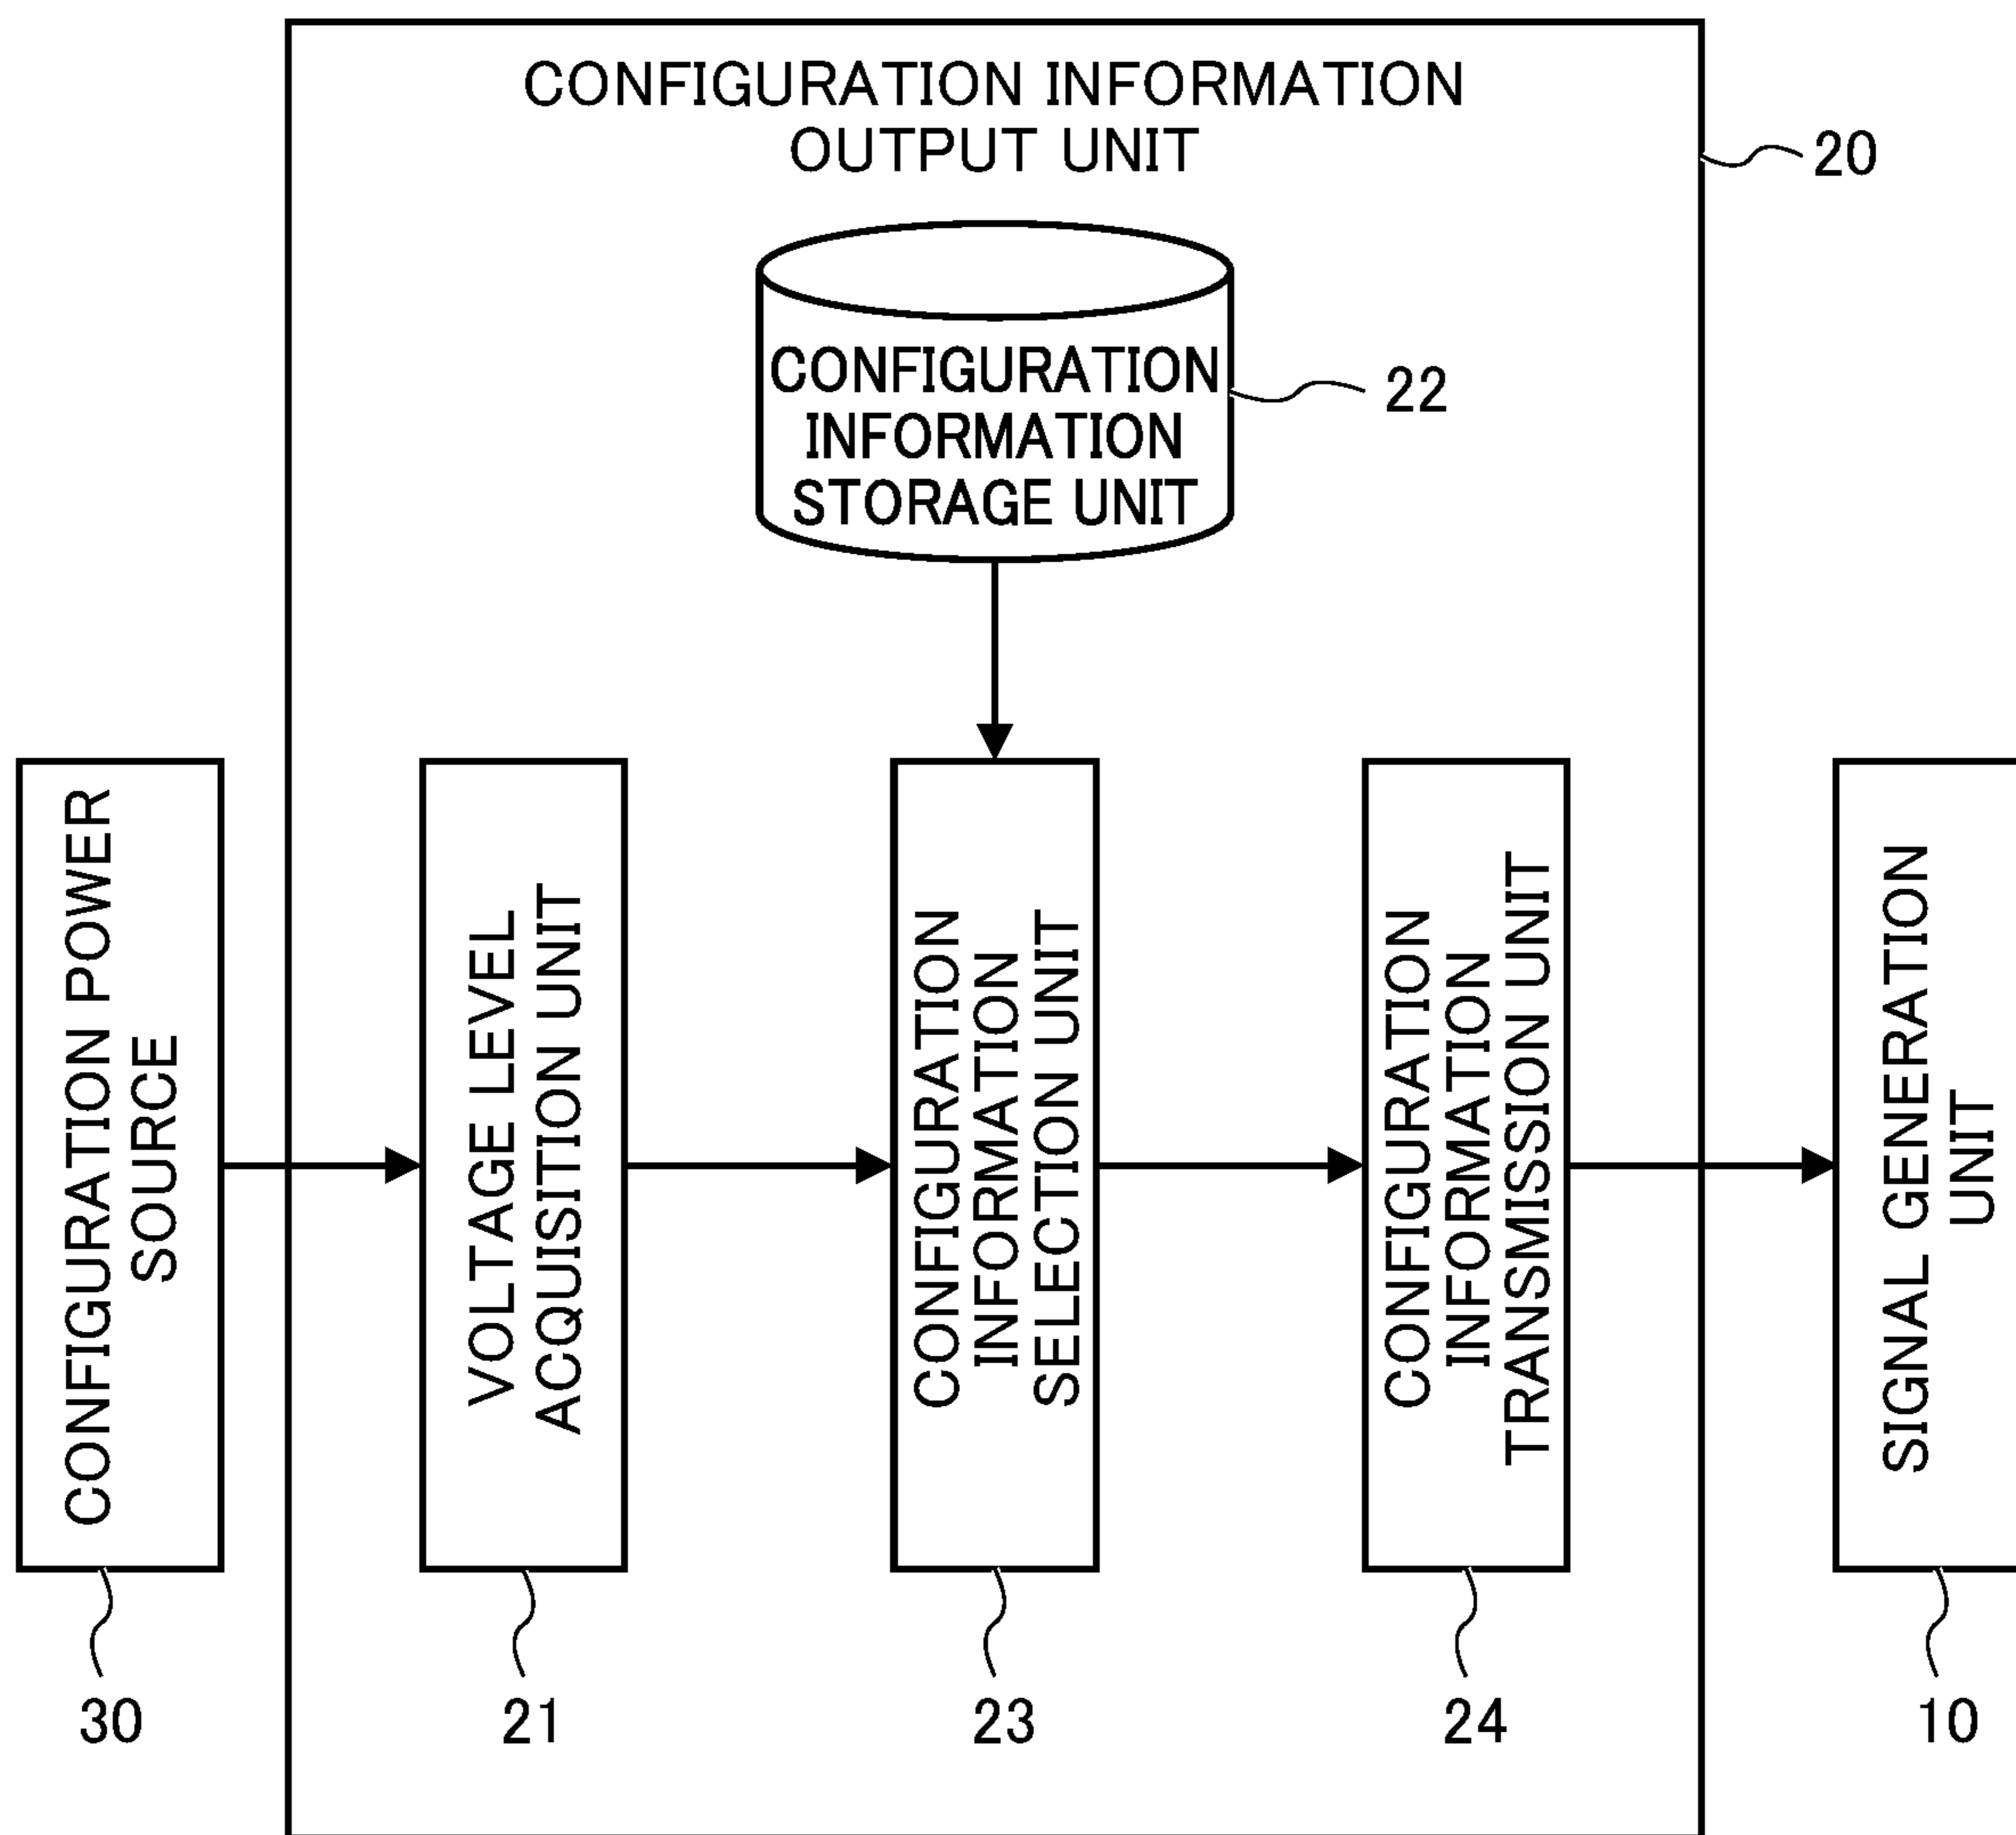 CONFIGURATION INFORMATION
OUTPUT UNIT
20
CONFIGURATION
INFORMATION
STORAGE UNIT
22
CONFIGURATION POWER
SOURCE
VOLTAGE LEVEL
ACQUISITION UNIT
CONFIGURATION
INFORMATION
SELECTION UNIT
CONFIGURATION
INFORMATION
TRANSMISSION UNIT
SIGNAL GENERATION
UNIT
30
21
23
24
10